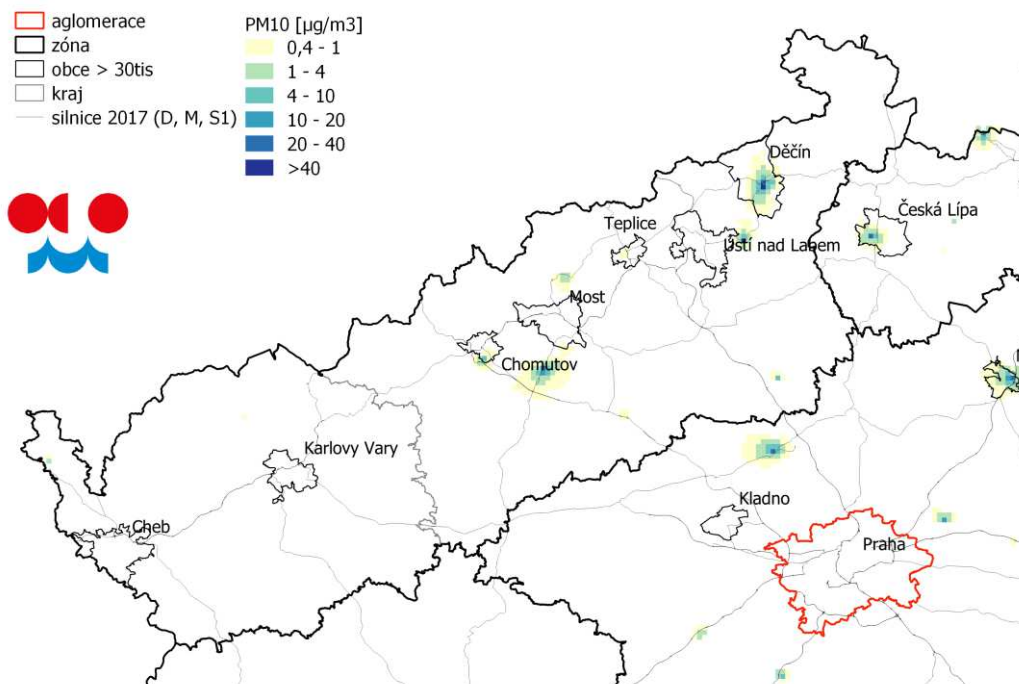 aglomerace
zóna
obce > 30tis
kraj
silnice 2017 (D, M, S1)
PM10 [µg/m3]
0,4 - 1
1 - 4
4 - 10
10 - 20
20 - 40
>40
Děčín
Česká Lípa
Teplice
Ústí nad Labem
Most
Chomutov
Karlovy Vary
Kladno
Cheb
Praha